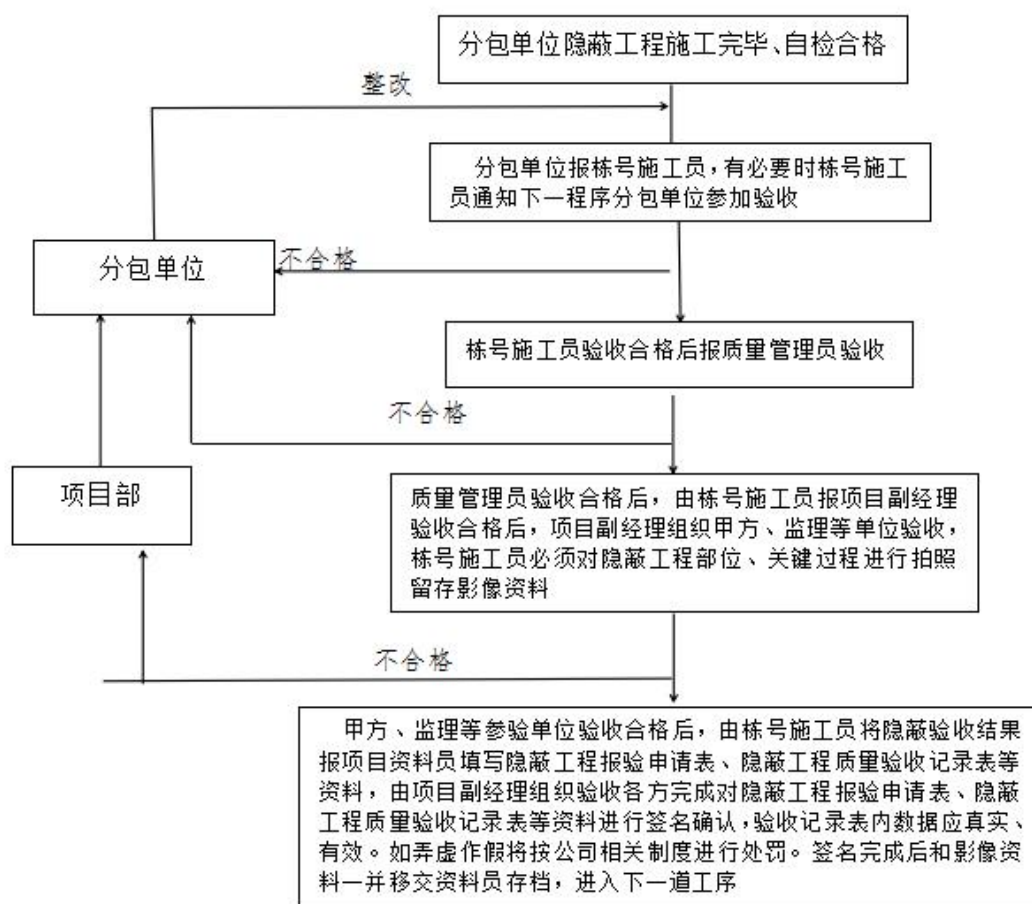 分包单位隐蔽工程施工完毕、自检合格
整改
分包单位报栋号施工员，有必要时栋号施工
员通知下一程序分包单位参加验收
分包单位
不合格
栋号施工员验收合格后报质量管理员验收
不合格
项目部
质量管理员验收合格后，由栋号施工员报项目副经理
验收合格后，项目副经理组织甲方、监理等单位验收，
栋号施工员必须对隐蔽工程部位、关键过程进行拍照
留存影像资料
不合格
甲方、监理等参验单位验收合格后，由栋号施工员将隐蔽验收结果
报项目资料员填写隐蔽工程报验申请表、隐蔽工程质量验收记录表等
资料，由项目副经理组织验收各方完成对隐蔽工程报验申请表、隐蔽
工程质量验收记录表等资料进行签名确认，验收记录表内数据应真实、
有效。如弄虚作假将按公司相关制度进行处罚。签名完成后和影像资
料一并移交资料员存档，进入下一道工序